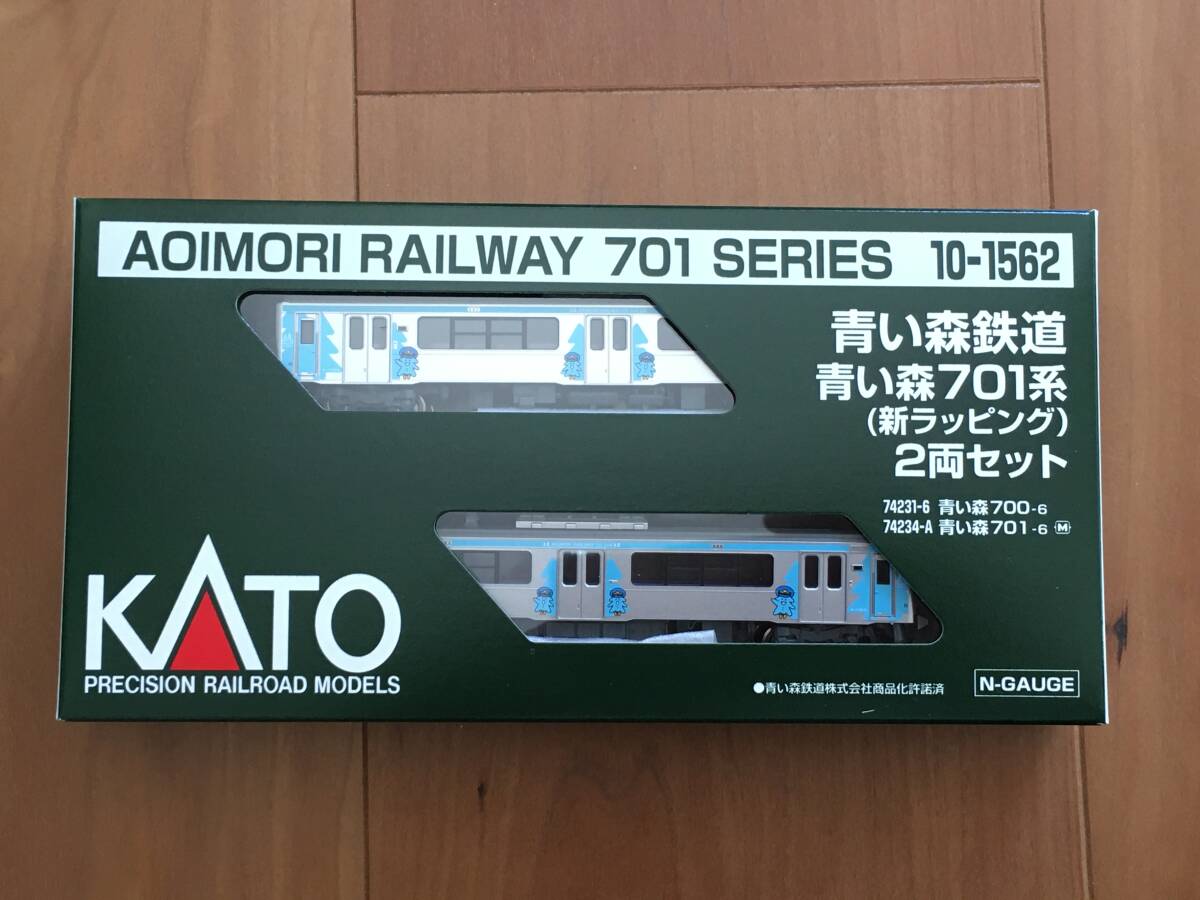 AOIMORI RAILWAY 701 SERIES 10-1562
青い森鉄道
青い森701系
(新ラッピング)
2両セット
74231-6 青い森700-6
74234-A 青い森701-6 M
KATO
PRECISION RAILROAD MODELS
●青い森鉄道株式会社商品化許諾済
N-GAUGE